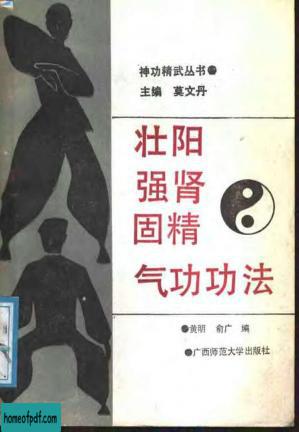 神功精武丛书
主编 莫文丹
壮阳
强肾
固精
气功功法
●黄明 俞广 编
●广西师范大学出版社
homeofpdf.com